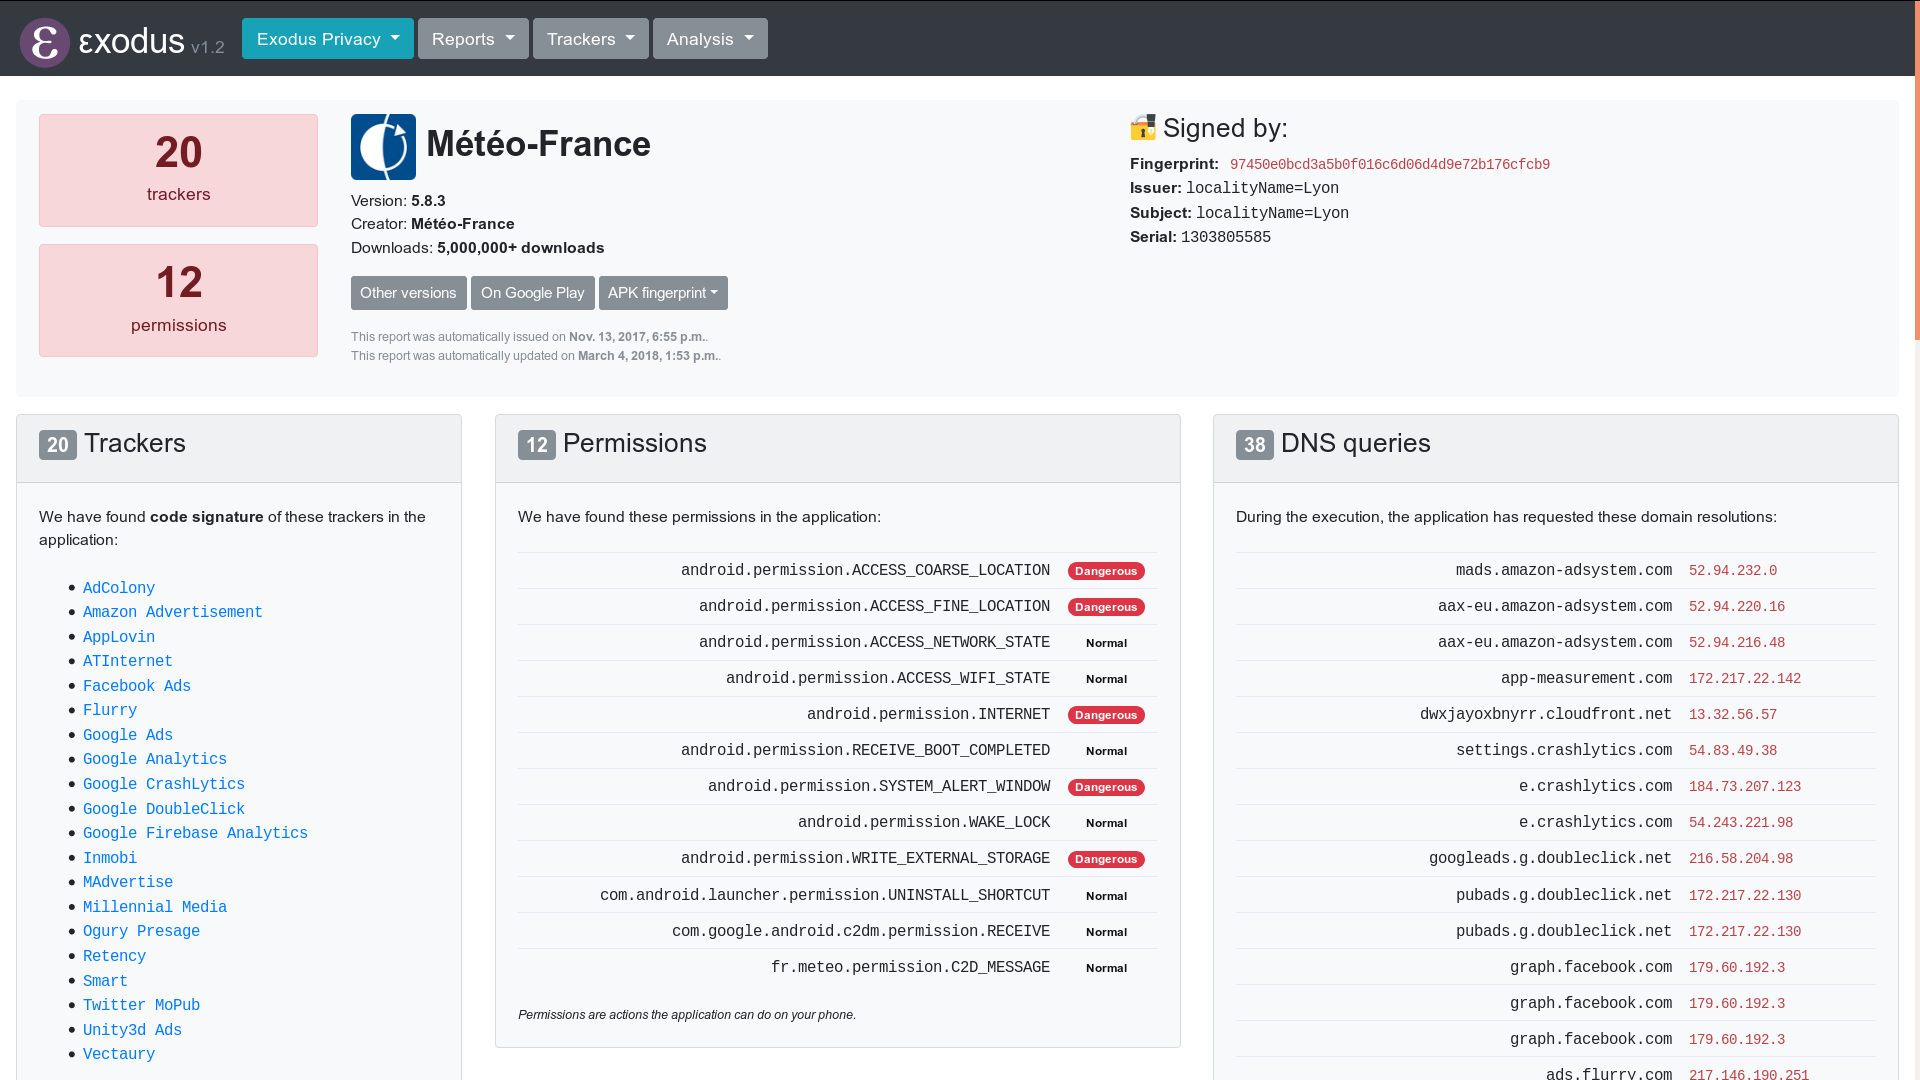 εxodus v1.2
Exodus Privacy
Reports
Trackers
Analysis
20
trackers
12
permissions
Météo-France
Version: 5.8.3
Creator: Météo-France
Downloads: 5,000,000+ downloads
Other versions
On Google Play
APK fingerprint
This report was automatically issued on Nov. 13, 2017, 6:55 p.m..
This report was automatically updated on March 4, 2018, 1:53 p.m..
Signed by:
Fingerprint: 97450e0bcd3a5b0f016c6d06d4d9e72b176cfcb9
Issuer: localityName=Lyon
Subject: localityName=Lyon
Serial: 1303805585
20 Trackers
We have found code signature of these trackers in the
application:
AdColony
Amazon Advertisement
AppLovin
ATInternet
Facebook Ads
Flurry
Google Ads
Google Analytics
Google CrashLytics
Google DoubleClick
Google Firebase Analytics
Inmobi
MAdvertise
Millennial Media
Ogury Presage
Retency
Smart
Twitter MoPub
Unity3d Ads
Vectaury
12 Permissions
We have found these permissions in the application:
android.permission.ACCESS_COARSE_LOCATION Dangerous
android.permission.ACCESS_FINE_LOCATION Dangerous
android.permission.ACCESS_NETWORK_STATE Normal
android.permission.ACCESS_WIFI_STATE Normal
android.permission.INTERNET Dangerous
android.permission.RECEIVE_BOOT_COMPLETED Normal
android.permission.SYSTEM_ALERT_WINDOW Dangerous
android.permission.WAKE_LOCK Normal
android.permission.WRITE_EXTERNAL_STORAGE Dangerous
com.android.launcher.permission.UNINSTALL_SHORTCUT Normal
com.google.android.c2dm.permission.RECEIVE Normal
fr.meteo.permission.C2D_MESSAGE Normal
Permissions are actions the application can do on your phone.
38 DNS queries
During the execution, the application has requested these domain resolutions:
mads.amazon-adsystem.com 52.94.232.0
aax-eu.amazon-adsystem.com 52.94.220.16
aax-eu.amazon-adsystem.com 52.94.216.48
app-measurement.com 172.217.22.142
dwxjayoxbnyrr.cloudfront.net 13.32.56.57
settings.crashlytics.com 54.83.49.38
e.crashlytics.com 184.73.207.123
e.crashlytics.com 54.243.221.98
googleads.g.doubleclick.net 216.58.204.98
pubads.g.doubleclick.net 172.217.22.130
pubads.g.doubleclick.net 172.217.22.130
graph.facebook.com 179.60.192.3
graph.facebook.com 179.60.192.3
graph.facebook.com 179.60.192.3
ads.flurry.com 217.146.190.251